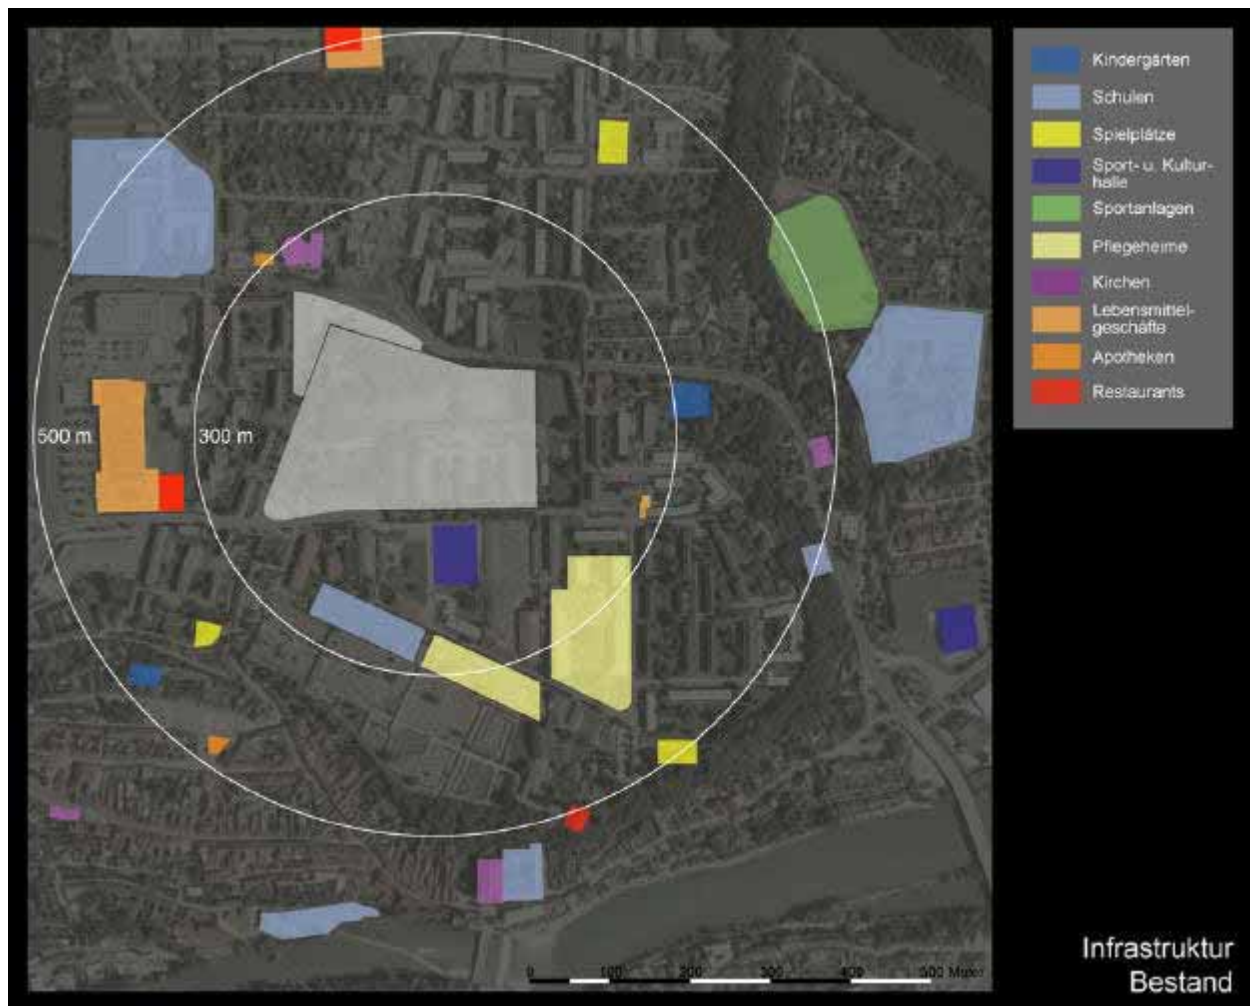 Kindergärten
Schulen
Spielplätze
Sport- u. Kultur-
halle
Sportanlagen
Pflegeheime
Kirchen
Lebensmittel-
geschäfte
Apotheken
Restaurants
500 m
300 m
0 100 200 300 400 500 Meter
Infrastruktur
Bestand